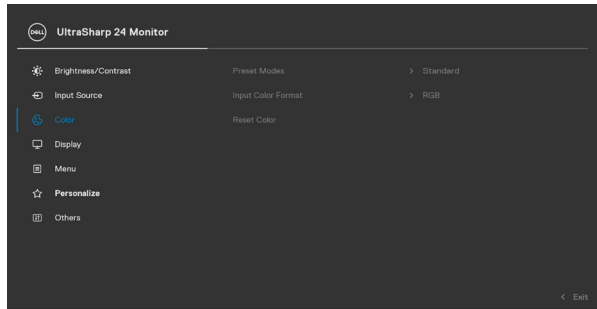 DELL UltraSharp 24 Monitor
Brightness/Contrast Preset Modes > Standard
Input Source Input Color Format > RGB
Color Reset Color
Display
Menu
Personalize
Others
< Exit